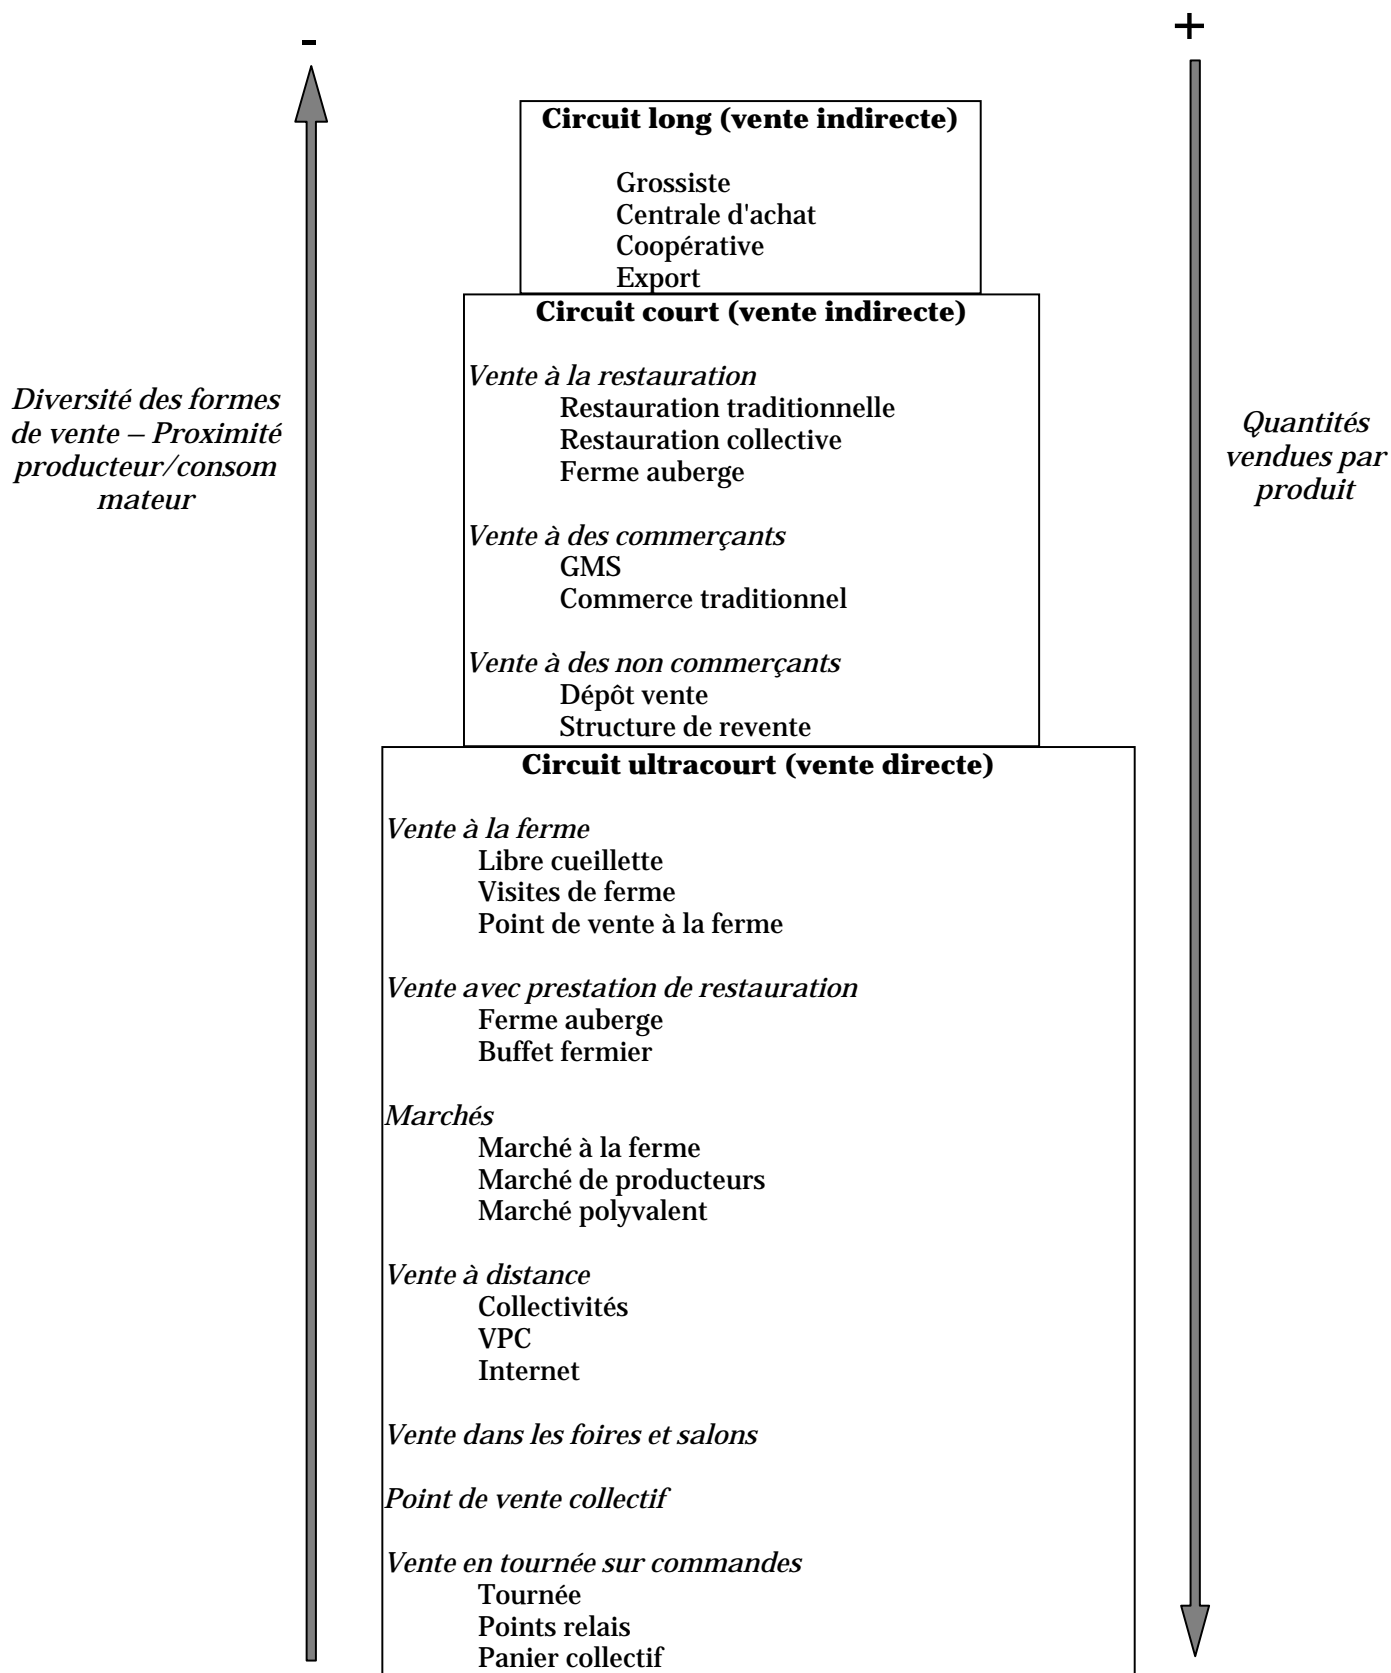 -
+
Circuit long (vente indirecte)
Grossiste
Centrale d'achat
Coopérative
Export
Circuit court (vente indirecte)
Vente à la restauration
Restauration traditionnelle
Restauration collective
Ferme auberge
Vente à des commerçants
GMS
Commerce traditionnel
Vente à des non commerçants
Dépôt vente
Structure de revente
Diversité des formes
de vente – Proximité
producteur/consom
mateur
Quantités
vendues par
produit
Circuit ultracourt (vente directe)
Vente à la ferme
Libre cueillette
Visites de ferme
Point de vente à la ferme
Vente avec prestation de restauration
Ferme auberge
Buffet fermier
Marchés
Marché à la ferme
Marché de producteurs
Marché polyvalent
Vente à distance
Collectivités
VPC
Internet
Vente dans les foires et salons
Point de vente collectif
Vente en tournée sur commandes
Tournée
Points relais
Panier collectif